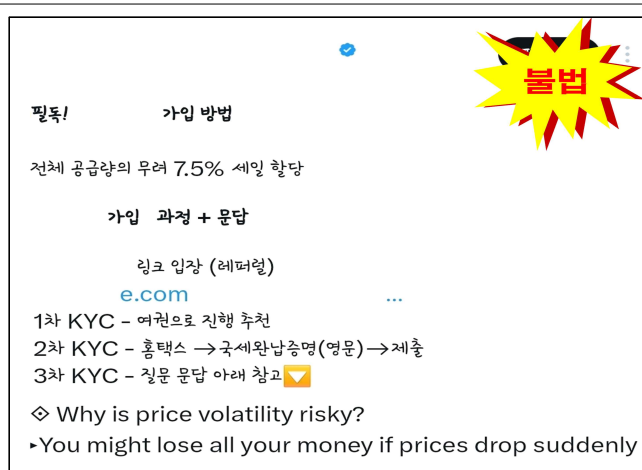 불법
필독! 가입 방법
전체 공급량의 무려 7.5% 세일 할당
가입 과정 + 문답
링크 입장 (레퍼럴)
e.com ...
1차 KYC - 여권으로 진행 추천
2차 KYC - 홈택스 →국세완납증명(영문)→제출
3차 KYC - 질문 문답 아래 참고🔽
◈ Why is price volatility risky?
▸You might lose all your money if prices drop suddenly